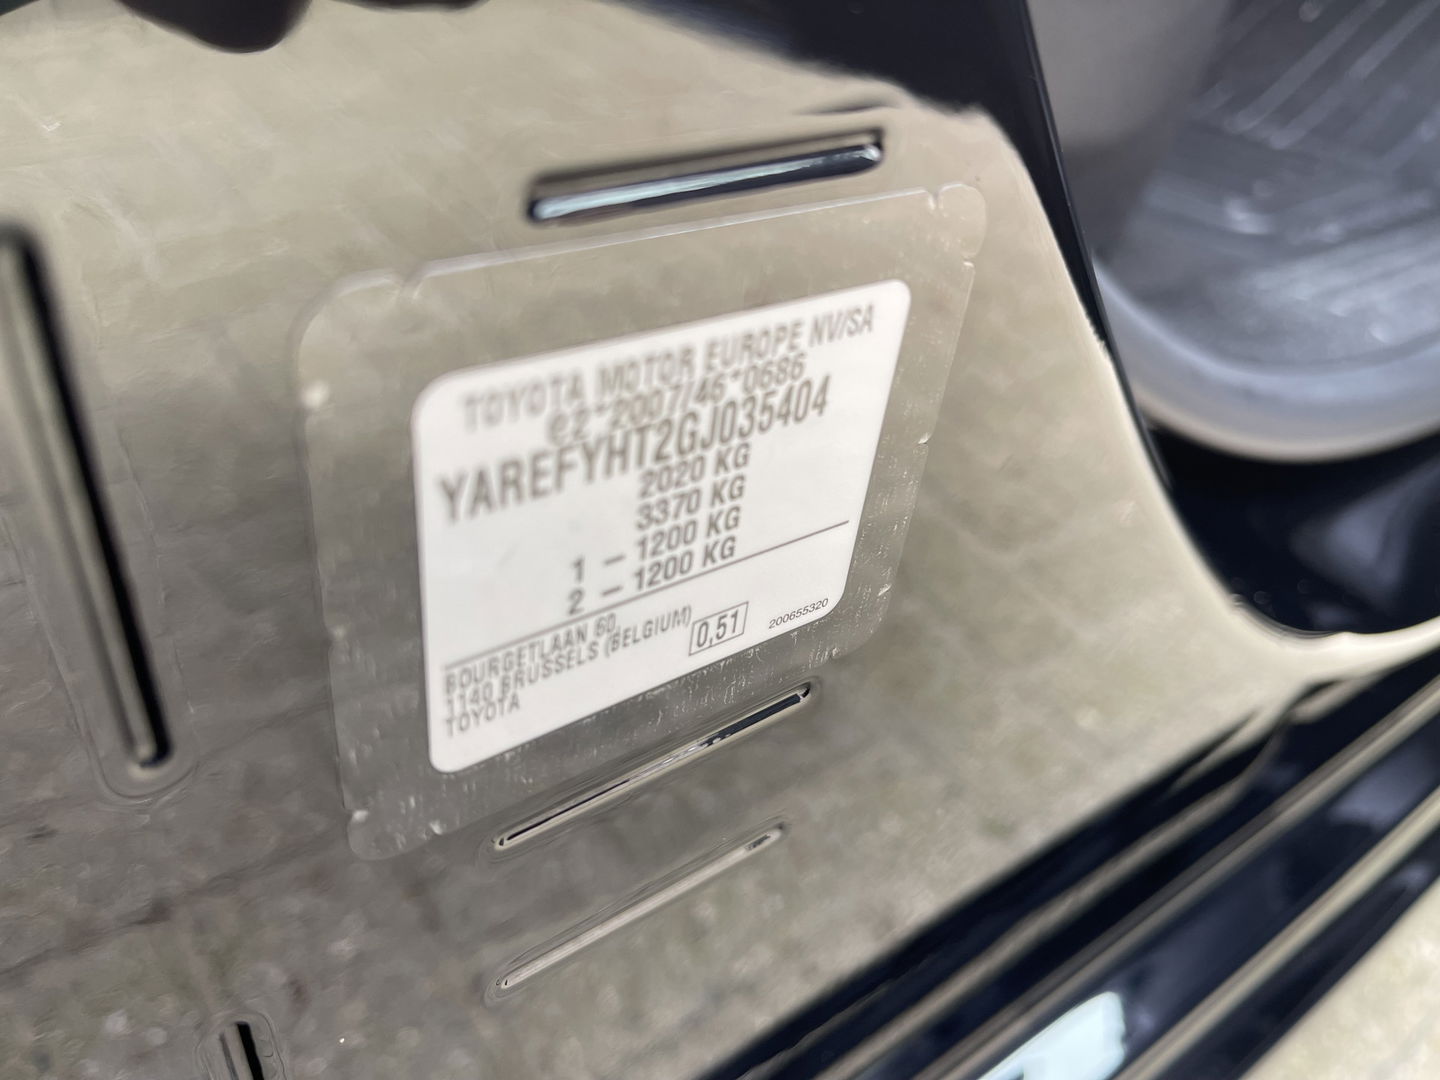 TOYOTA MOTOR EUROPE NV/SA
e2*2007/46*0686
YAREFYHT2GJ035404
2020 KG
3370 KG
1 – 1200 KG
2 – 1200 KG
BOURGETLAAN 60
1140 BRUSSELS (BELGIUM)
TOYOTA
0,51
200655320